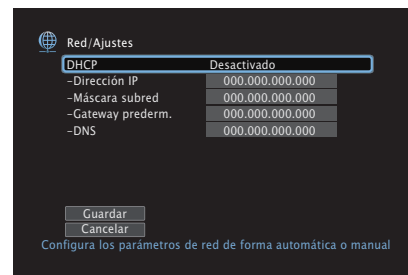 Red/Ajustes
DHCP Desactivado
-Dirección IP 000.000.000.000
-Máscara subred 000.000.000.000
-Gateway prederm. 000.000.000.000
-DNS 000.000.000.000
Guardar
Cancelar
Configura los parámetros de red de forma automática o manual